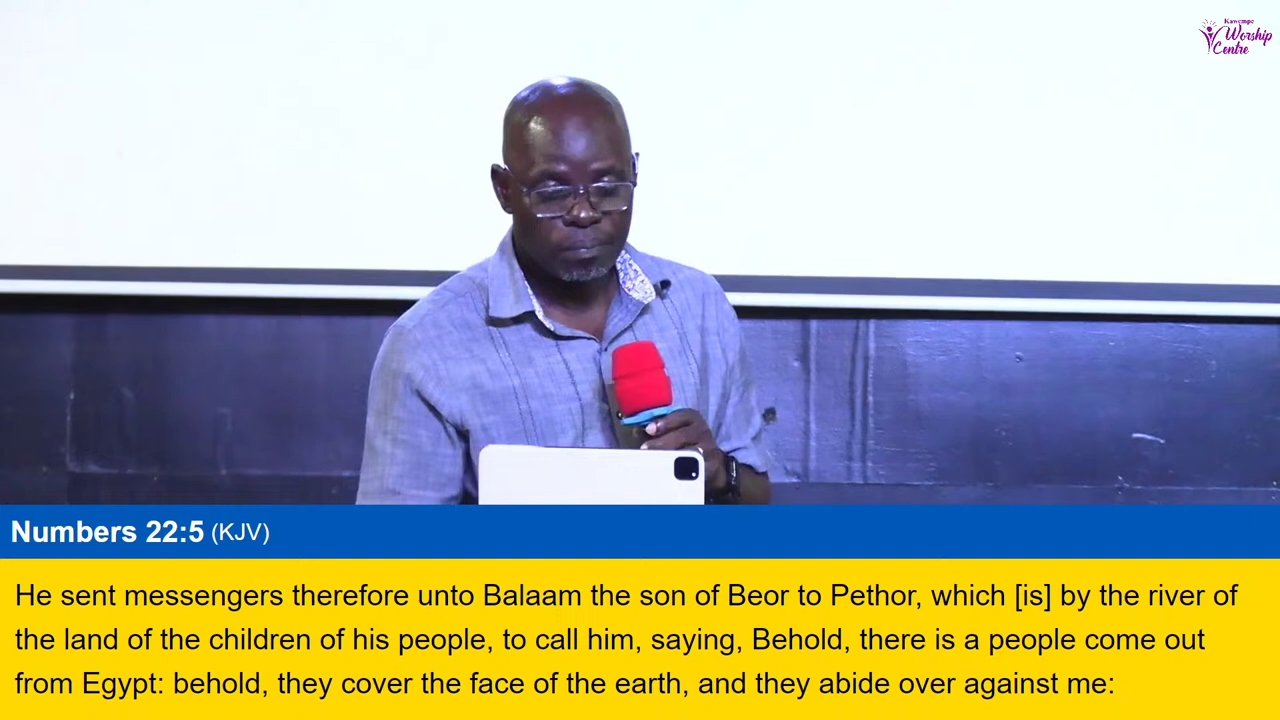 Kawempe
Worship
Centre
Numbers 22:5 (KJV)
He sent messengers therefore unto Balaam the son of Beor to Pethor, which [is] by the river of
the land of the children of his people, to call him, saying, Behold, there is a people come out
from Egypt: behold, they cover the face of the earth, and they abide over against me: